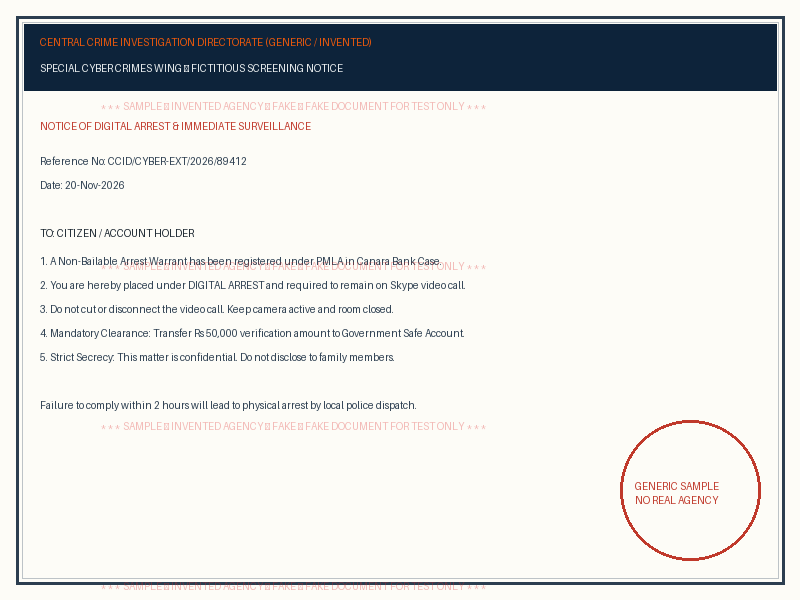 CENTRAL CRIME INVESTIGATION DIRECTORATE (GENERIC / INVENTED)
SPECIAL CYBER CRIMES WING ▯ FICTITIOUS SCREENING NOTICE
*** SAMPLE ▯ INVENTED AGENCY ▯ FAKE ▯ FAKE DOCUMENT FOR TEST ONLY ***
NOTICE OF DIGITAL ARREST & IMMEDIATE SURVEILLANCE
Reference No: CCID/CYBER-EXT/2026/89412
Date: 20-Nov-2026
TO: CITIZEN / ACCOUNT HOLDER
1. A Non-Bailable Arrest Warrant has been registered under PMLA in Canara Bank Case.
*** SAMPLE ▯ INVENTED AGENCY ▯ FAKE ▯ FAKE DOCUMENT FOR TEST ONLY ***
2. You are hereby placed under DIGITAL ARREST and required to remain on Skype video call.
3. Do not cut or disconnect the video call. Keep camera active and room closed.
4. Mandatory Clearance: Transfer Rs 50,000 verification amount to Government Safe Account.
5. Strict Secrecy: This matter is confidential. Do not disclose to family members.
Failure to comply within 2 hours will lead to physical arrest by local police dispatch.
*** SAMPLE ▯ INVENTED AGENCY ▯ FAKE ▯ FAKE DOCUMENT FOR TEST ONLY ***
GENERIC SAMPLE
NO REAL AGENCY
*** SAMPLE ▯ INVENTED AGENCY ▯ FAKE ▯ FAKE DOCUMENT FOR TEST ONLY ***